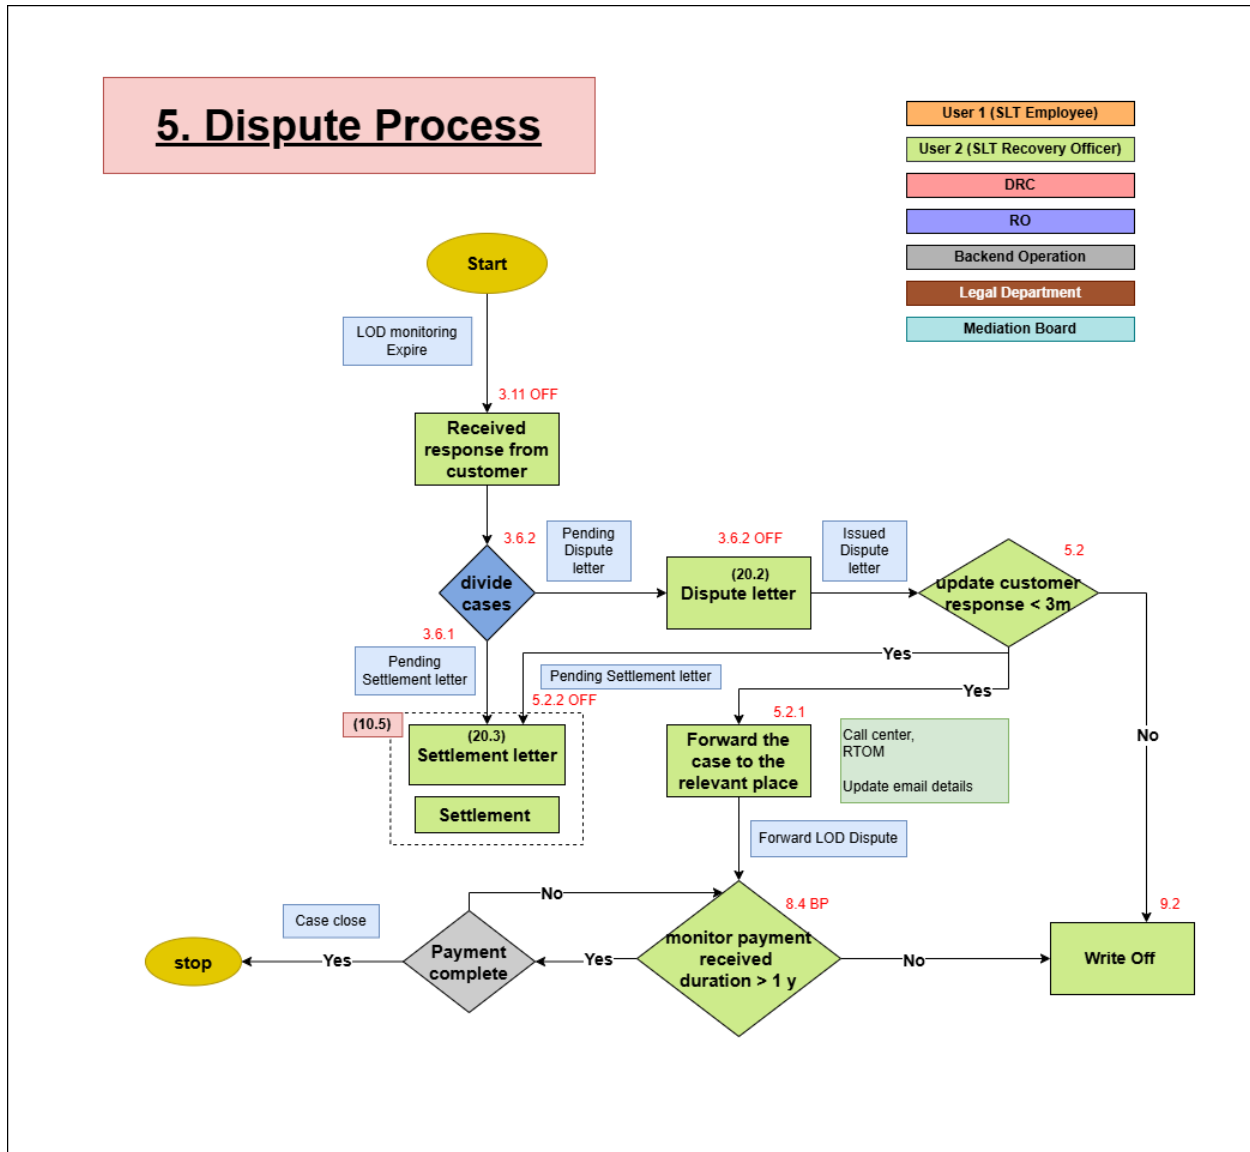 5. Dispute Process
User 1 (SLT Employee)
User 2 (SLT Recovery Officer)
DRC
RO
Backend Operation
Legal Department
Mediation Board
Start
LOD monitoring
Expire
3.11 OFF
Received
response from
customer
3.6.2
divide
cases
Pending
Dispute
letter
3.6.2 OFF
(20.2)
Dispute letter
Issued
Dispute
letter
5.2
update customer
response < 3m
3.6.1
Pending
Settlement letter
Yes
Pending Settlement letter
Yes
5.2.2 OFF
(10.5)
(20.3)
Settlement letter
Settlement
5.2.1
Forward the
case to the
relevant place
Call center,
RTOM
Update email details
No
Forward LOD Dispute
No
8.4 BP
monitor payment
received
duration > 1 y
9.2
Case close
stop
Yes
Payment
complete
Yes
No
Write Off